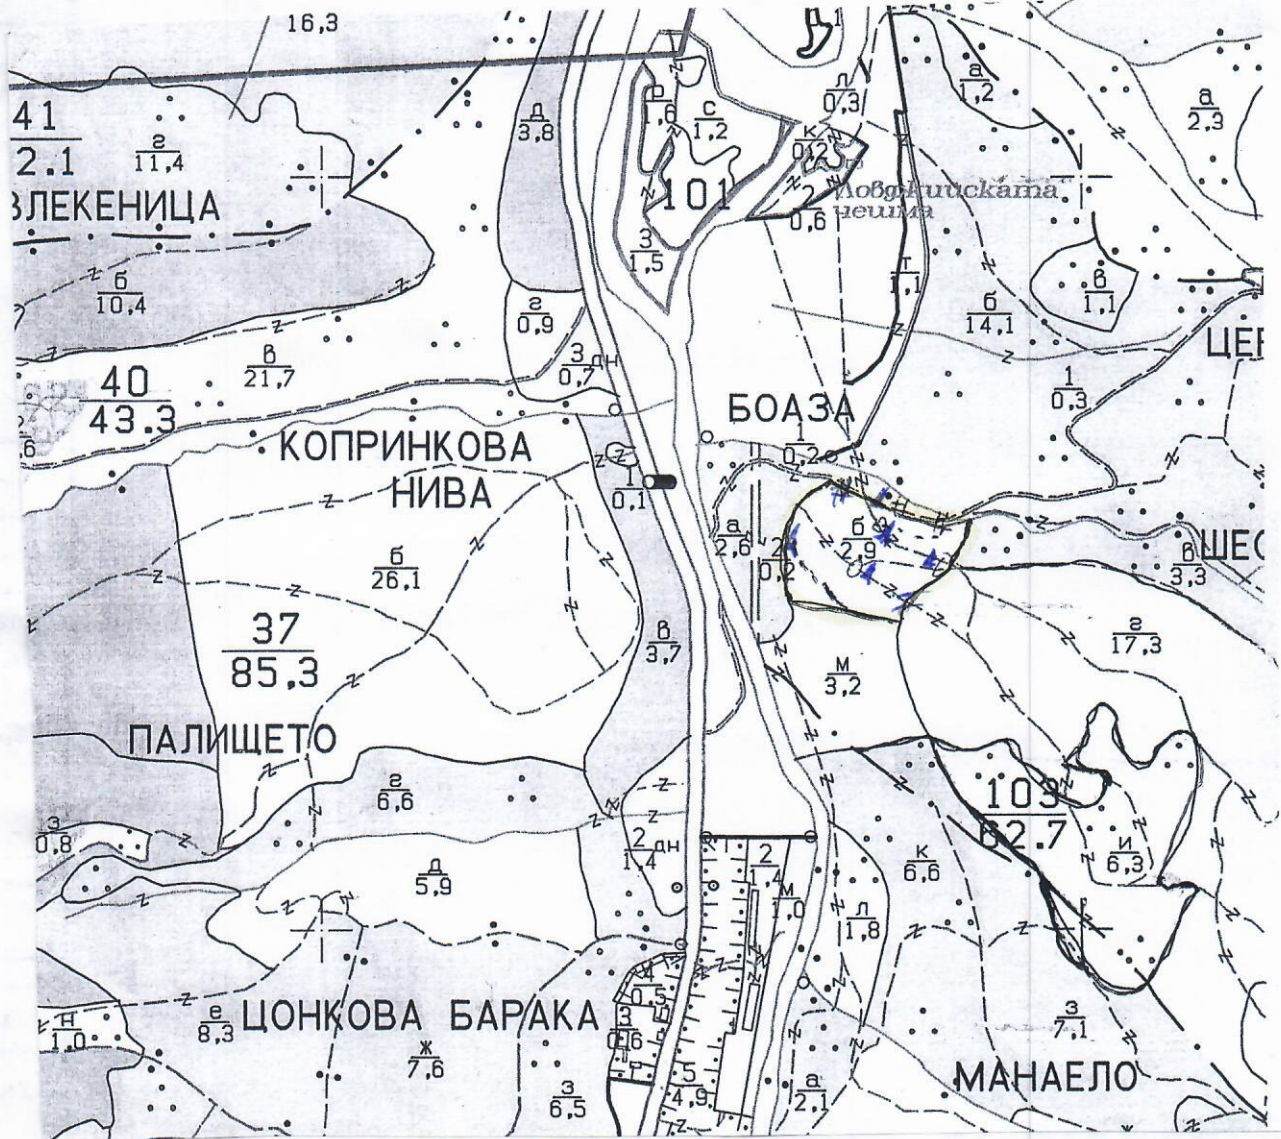 16,3
41
2.1
г
11,4
ВЛЕКЕНИЦА
б
10,4
д
3,8
р
1,6
с
1,2
101
3
1,5
л
0,3
к
0,2
2
0,6
Ловджийската
чешма
а
1,2
а
2,3
т
1,1
б
14,1
в
1,1
г
0,9
3 дн
0,7
в
21,7
40
43.3
1
0,3
КОПРИНКОВА
НИВА
БОАЗА
1
0,2
1
0,1
а
2,6
2
0,2
б
2,9
в
3,3
б
26,1
37
85,3
в
3,7
г
17,3
м
3,2
ПАЛИЩЕТО
г
6,6
3
0,8
д
5,9
2 дн
1,4
2
1,4
м
1,0
л
1,8
к
6,6
103
62.7
и
6,3
н
1,0
е
8,3
ЦОНКОВА БАРАКА
ж
7,6
з
6,5
4
0,5
3
0,6
5
4,9
а
2,1
з
7,1
МАНАЕЛО